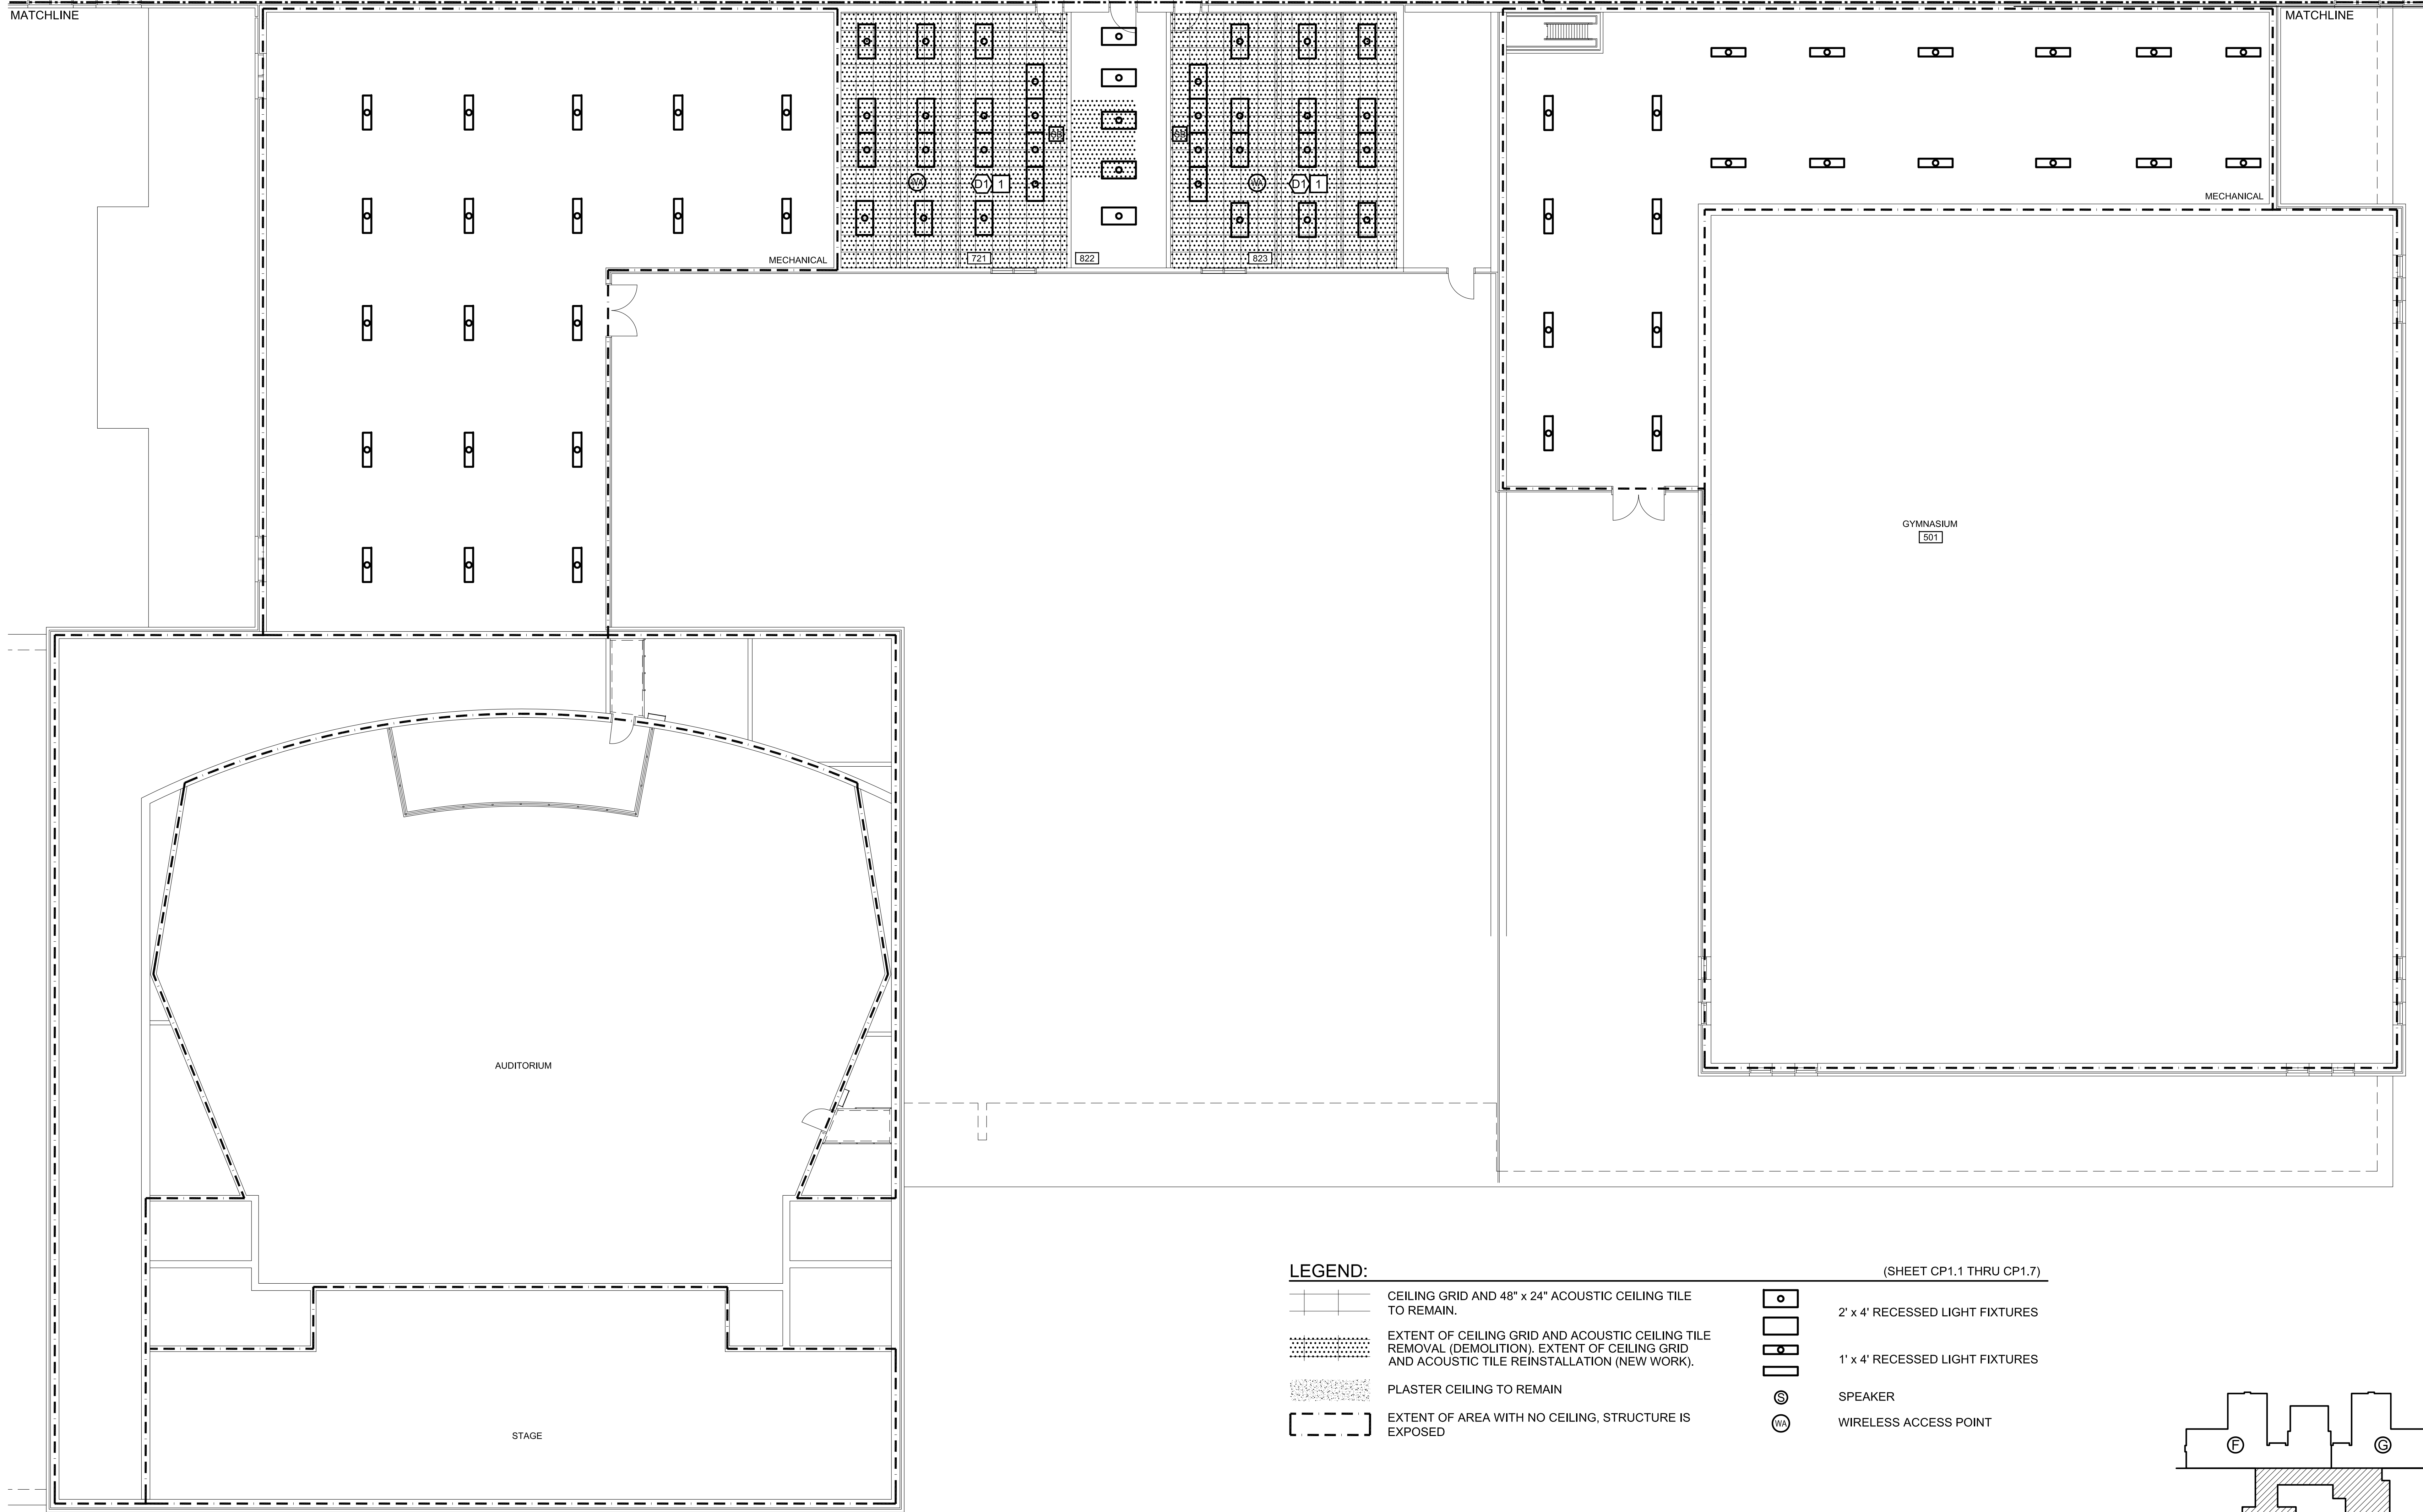 MATCHLINE
MATCHLINE
WA
D1 1
WA
D1 1
MECHANICAL
MECHANICAL
721
822
823
GYMNASIUM
501
AUDITORIUM
STAGE
LEGEND:
(SHEET CP1.1 THRU CP1.7)
CEILING GRID AND 48" x 24" ACOUSTIC CEILING TILE
TO REMAIN.
EXTENT OF CEILING GRID AND ACOUSTIC CEILING TILE
REMOVAL (DEMOLITION). EXTENT OF CEILING GRID
AND ACOUSTIC TILE REINSTALLATION (NEW WORK).
PLASTER CEILING TO REMAIN
EXTENT OF AREA WITH NO CEILING, STRUCTURE IS
EXPOSED
2' x 4' RECESSED LIGHT FIXTURES
1' x 4' RECESSED LIGHT FIXTURES
S SPEAKER
WA WIRELESS ACCESS POINT
F
G